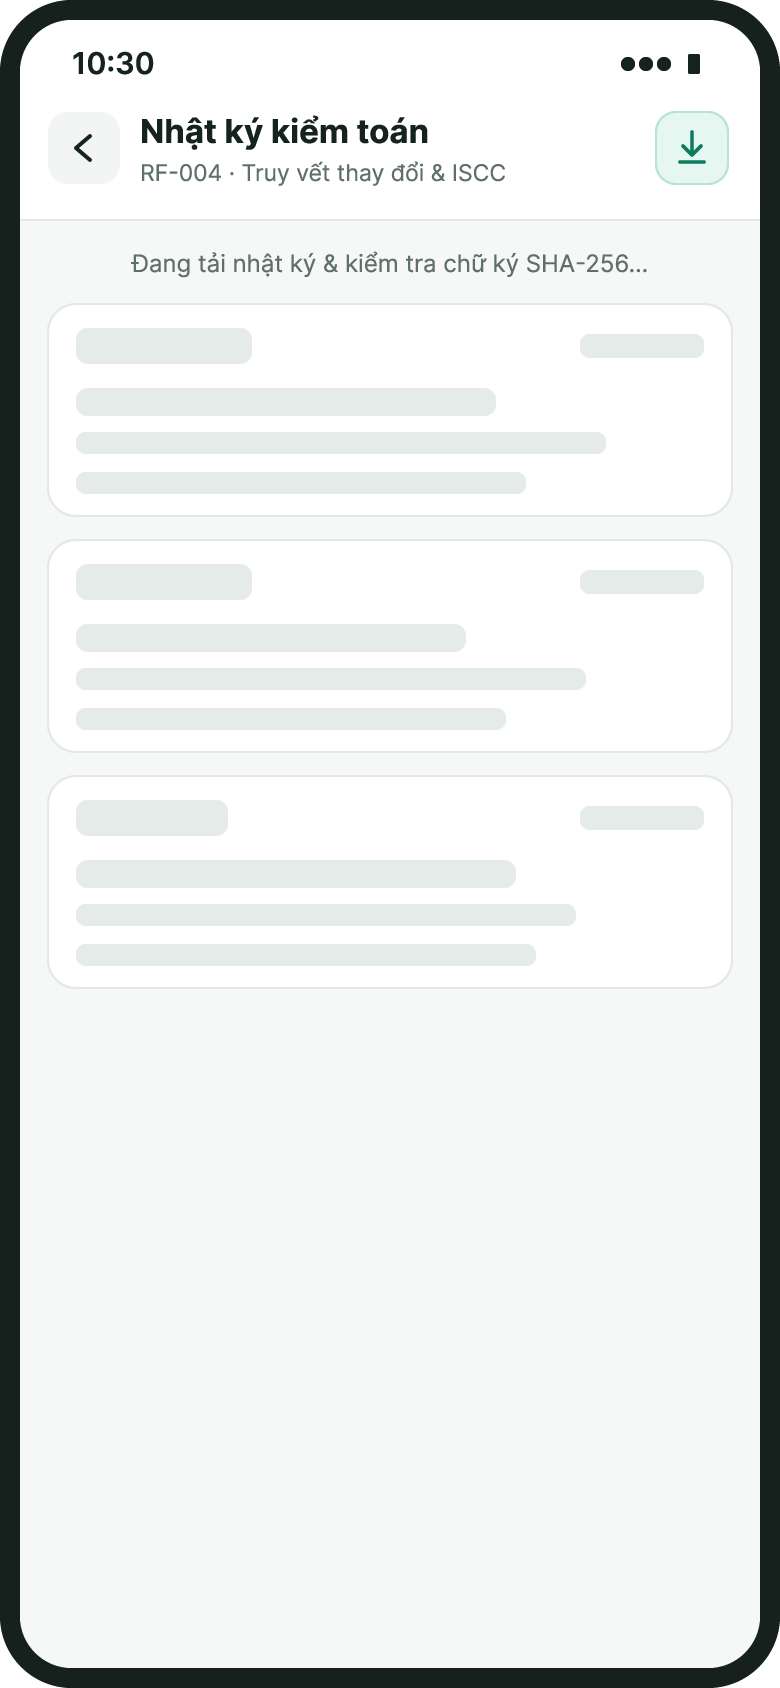 10:30
Nhật ký kiểm toán
RF-004 · Truy vết thay đổi & ISCC
Đang tải nhật ký & kiểm tra chữ ký SHA-256...